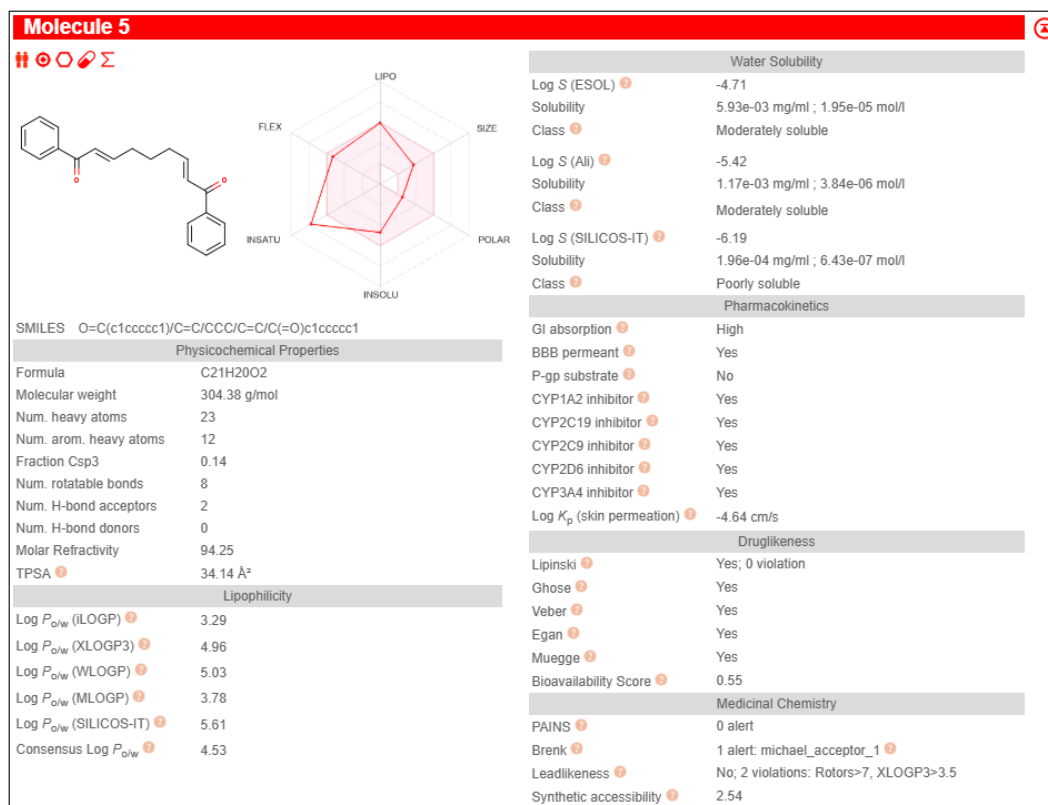 Molecule 5
LIPO
SIZE
POLAR
INSOLU
INSATU
FLEX
O
O
SMILES O=C(c1ccccc1)/C=C/CCC/C=C/C(=O)c1ccccc1
Physicochemical Properties
Formula C21H20O2
Molecular weight 304.38 g/mol
Num. heavy atoms 23
Num. arom. heavy atoms 12
Fraction Csp3 0.14
Num. rotatable bonds 8
Num. H-bond acceptors 2
Num. H-bond donors 0
Molar Refractivity 94.25
TPSA ? 34.14 Å²
Lipophilicity
Log Po/w (iLOGP) ? 3.29
Log Po/w (XLOGP3) ? 4.96
Log Po/w (WLOGP) ? 5.03
Log Po/w (MLOGP) ? 3.78
Log Po/w (SILICOS-IT) ? 5.61
Consensus Log Po/w ? 4.53
Water Solubility
Log S (ESOL) ? -4.71
Solubility 5.93e-03 mg/ml ; 1.95e-05 mol/l
Class ? Moderately soluble
Log S (Ali) ? -5.42
Solubility 1.17e-03 mg/ml ; 3.84e-06 mol/l
Class ? Moderately soluble
Log S (SILICOS-IT) ? -6.19
Solubility 1.96e-04 mg/ml ; 6.43e-07 mol/l
Class ? Poorly soluble
Pharmacokinetics
GI absorption ? High
BBB permeant ? Yes
P-gp substrate ? No
CYP1A2 inhibitor ? Yes
CYP2C19 inhibitor ? Yes
CYP2C9 inhibitor ? Yes
CYP2D6 inhibitor ? Yes
CYP3A4 inhibitor ? Yes
Log Kp (skin permeation) ? -4.64 cm/s
Druglikeness
Lipinski ? Yes; 0 violation
Ghose ? Yes
Veber ? Yes
Egan ? Yes
Muegge ? Yes
Bioavailability Score ? 0.55
Medicinal Chemistry
PAINS ? 0 alert
Brenk ? 1 alert: michael_acceptor_1 ?
Leadlikeness ? No; 2 violations: Rotors>7, XLOGP3>3.5
Synthetic accessibility ? 2.54